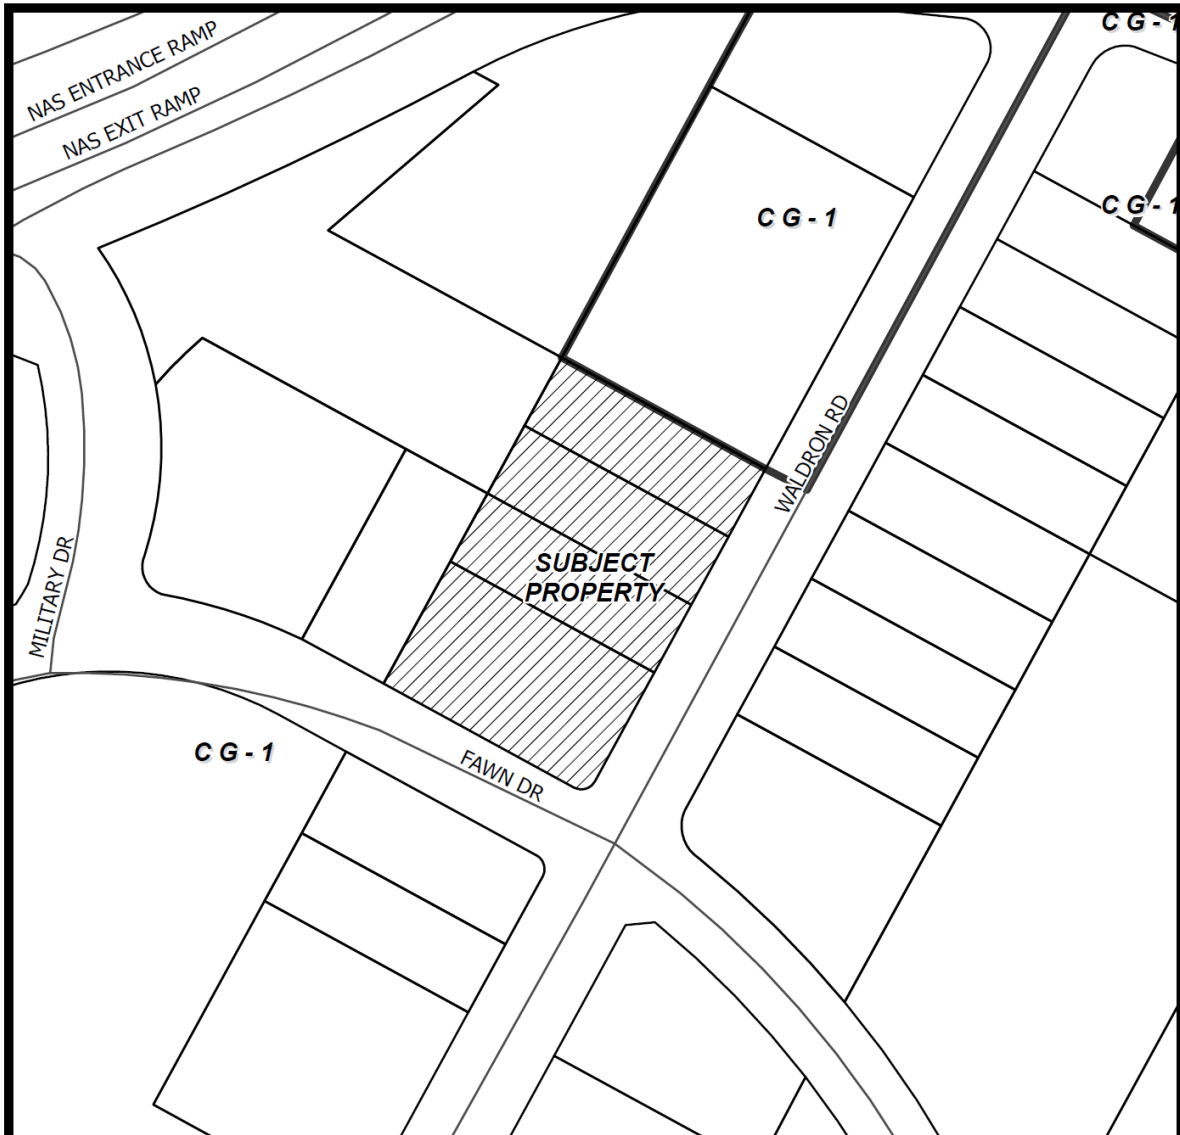 CG-1
NAS ENTRANCE RAMP
NAS EXIT RAMP
CG-1
CG-1
WALDRON RD
SUBJECT
PROPERTY
MILITARY DR
CG-1
FAWN DR